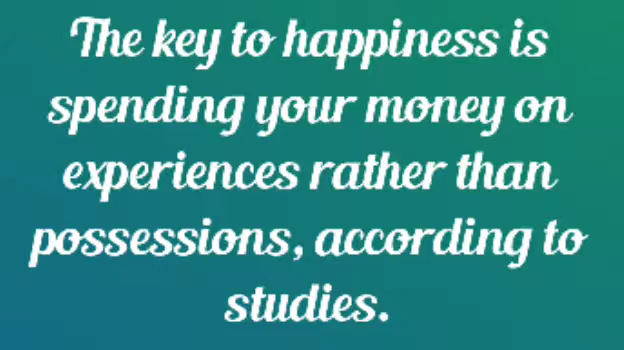 The key to happiness is
spending your money on
experiences rather than
possessions, according to
studies.